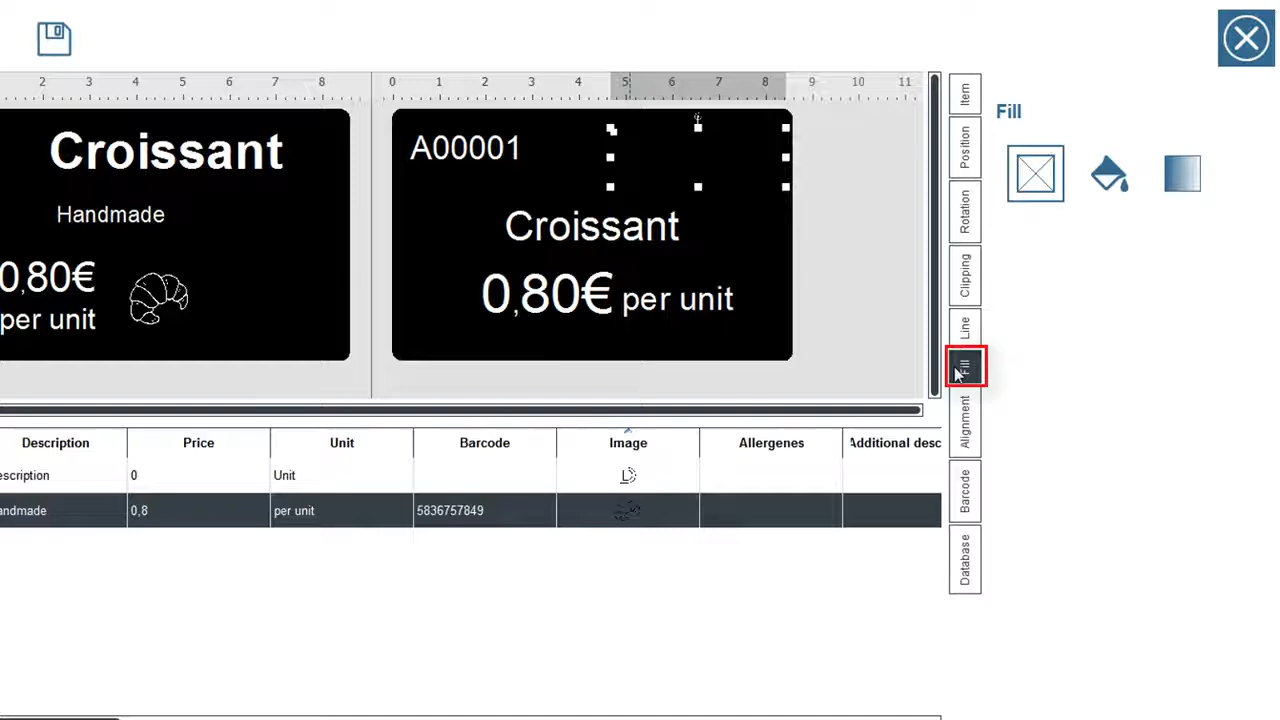 2 3 4 5 6 7 8 0 1 2 3 4 5 6 7 8 9 10 11
Croissant
Handmade
0,80€
per unit
A00001
Croissant
0,80€ per unit
Item
Position
Rotation
Clipping
Line
Fill
Alignment
Barcode
Database
Fill
Description Price Unit Barcode Image Allergenes Additional desc
escription 0 Unit
andmade 0,8 per unit 5836757849